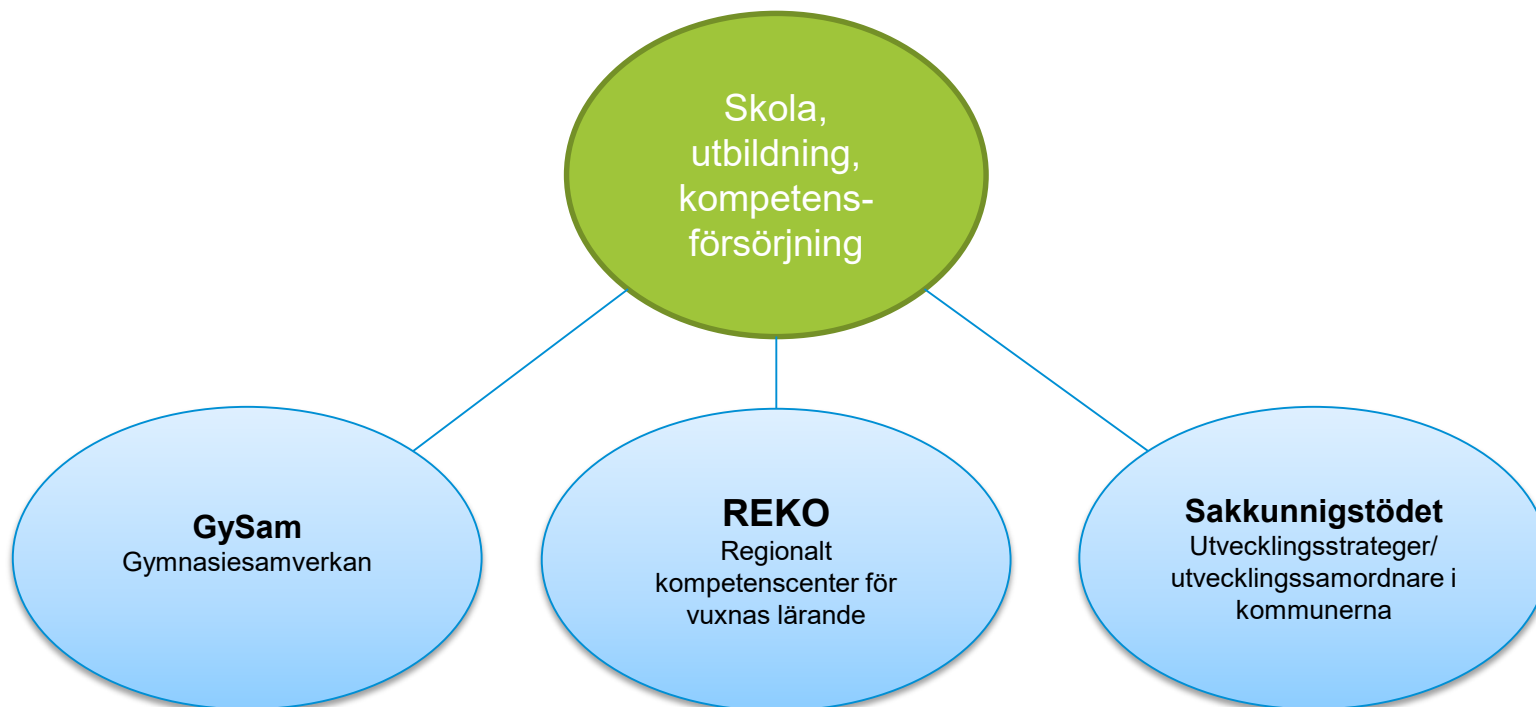 Skola,
utbildning,
kompetens-
försörjning
GySam
Gymnasiesamverkan
REKO
Regionalt
kompetenscenter för
vuxnas lärande
Sakkunnigstödet
Utvecklingsstrateger/
utvecklingssamordnare i
kommunerna